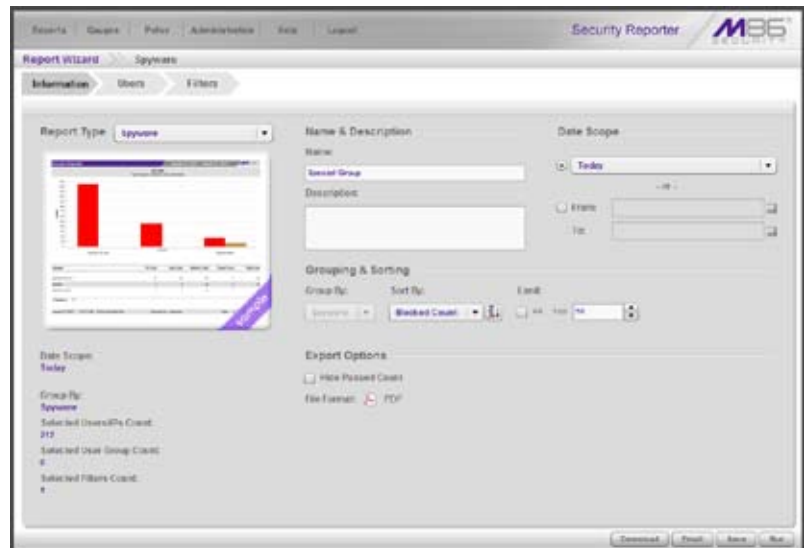 Reports Gauges Policy Administration Help Logout
Security Reporter
M86
SECURITY
Report Wizard Spyware
Information Users Filters
Report Type Spyware
sample
Date Scope:
Today
Group By:
Spyware
Selected Users/IPs Count:
Selected User Group Count:
Selected Filters Count:
Name & Description
Name:
Special Group
Description:
Grouping & Sorting
Group By: Sort By: Limit
Spyware Blocked Count All Top
Export Options
Hide Passed Count
File Format: PDF
Date Scope
Today
- or -
From:
To:
Download Email Save Run